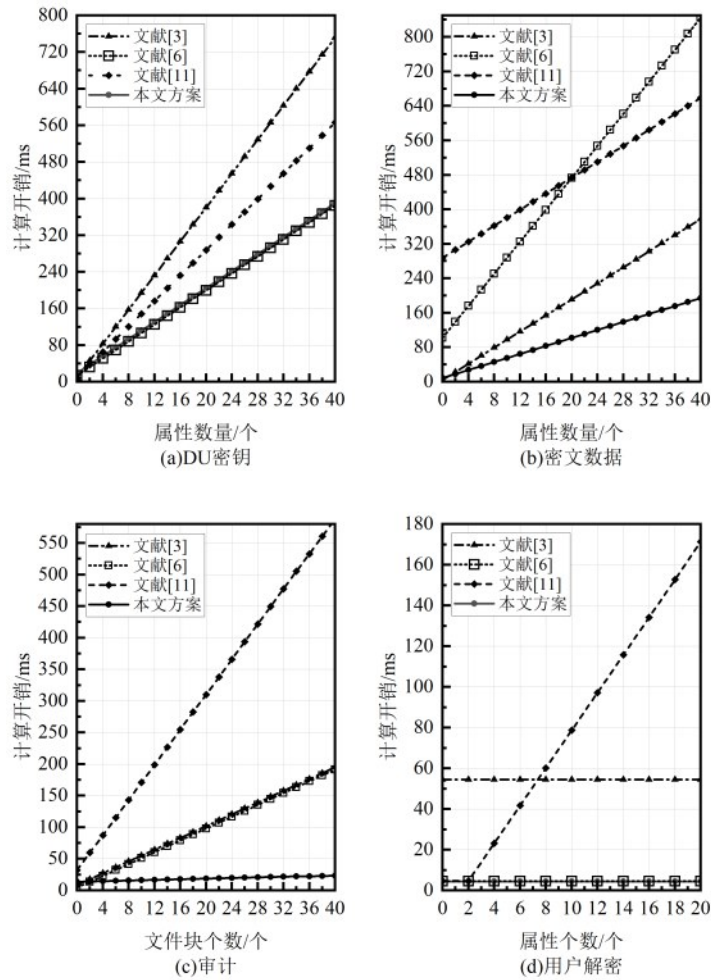 800
720
640
560
480
400
320
240
160
80
0
计算开销/ms
文献[3]
文献[6]
文献[11]
本文方案
0 4 8 12 16 20 24 28 32 36 40
属性数量/个
(a)DU密钥
800
720
640
560
480
400
320
240
160
80
0
计算开销/ms
文献[3]
文献[6]
文献[11]
本文方案
0 4 8 12 16 20 24 28 32 36 40
属性数量/个
(b)密文数据
550
500
450
400
350
300
250
200
150
100
50
0
计算开销/ms
文献[3]
文献[6]
文献[11]
本文方案
0 4 8 12 16 20 24 28 32 36 40
文件块个数/个
(c)审计
180
160
140
120
100
80
60
40
20
0
计算开销/ms
文献[3]
文献[6]
文献[11]
本文方案
0 2 4 6 8 10 12 14 16 18 20
属性个数/个
(d)用户解密